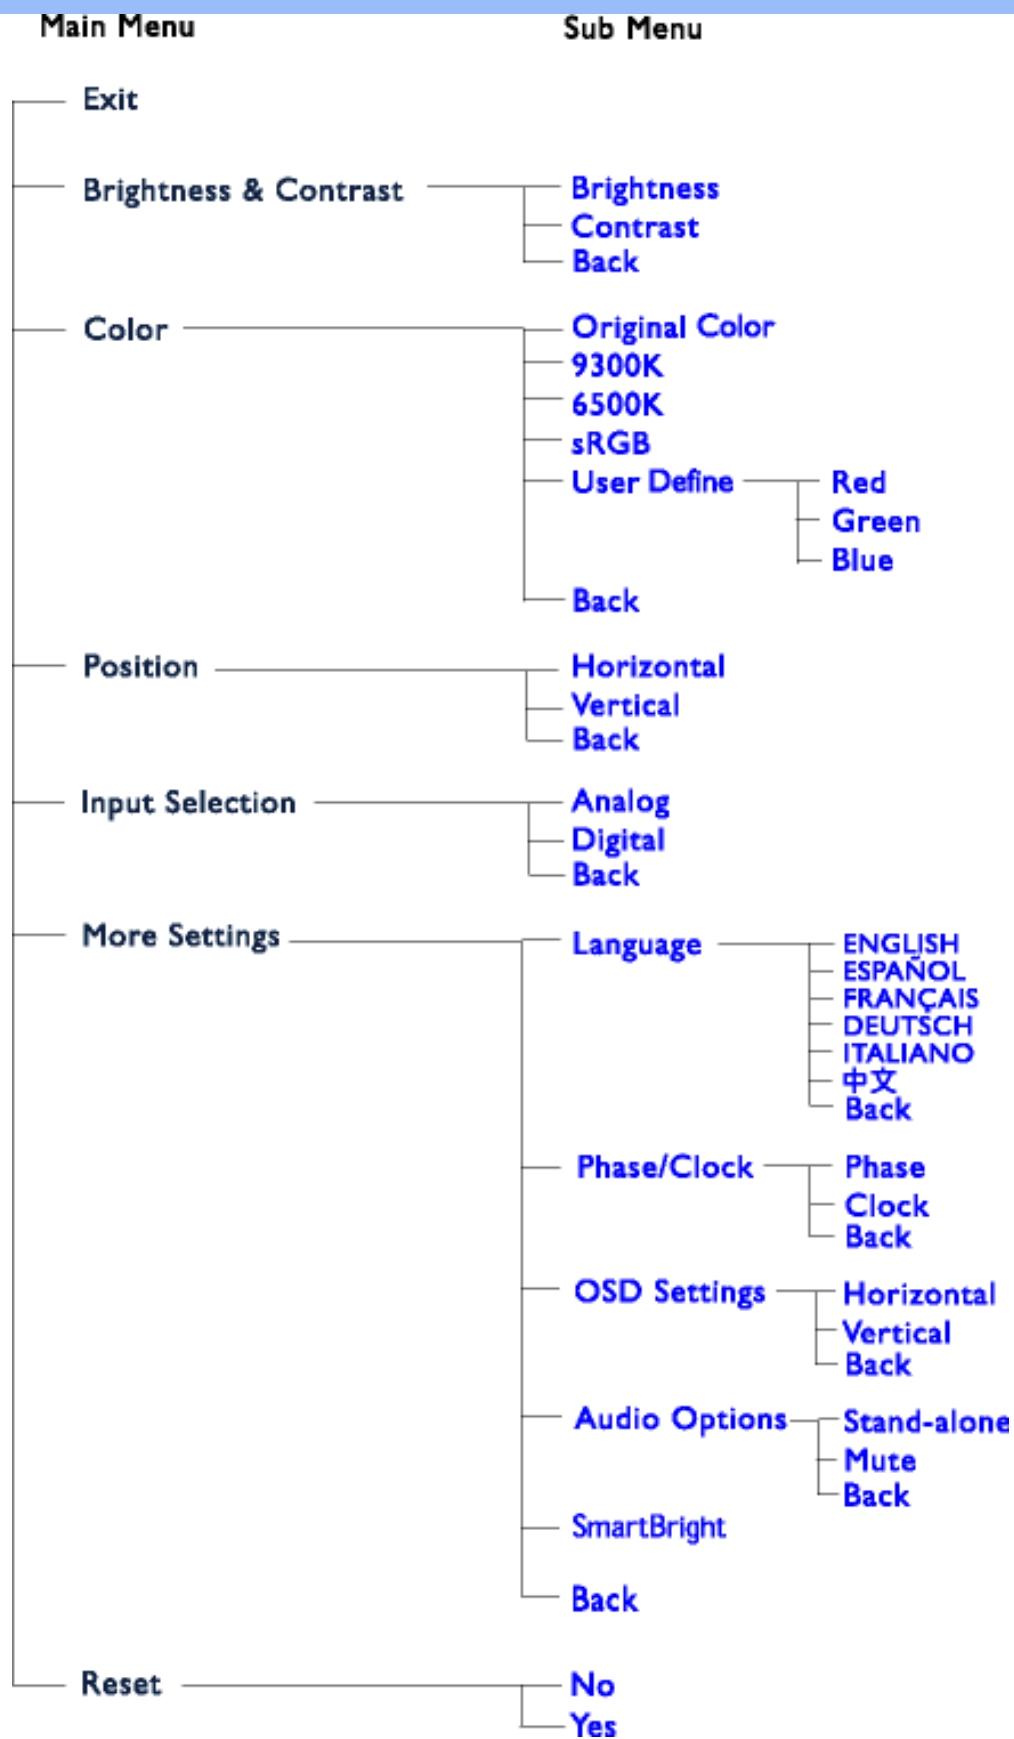 Main Menu Sub Menu
Exit
Brightness & Contrast Brightness
Contrast
Back
Color Original Color
9300K
6500K
sRGB
User Define Red
Green
Blue
Back
Position Horizontal
Vertical
Back
Input Selection Analog
Digital
Back
More Settings Language ENGLISH
ESPAÑOL
FRANÇAIS
DEUTSCH
ITALIANO
中文
Back
Phase/Clock Phase
Clock
Back
OSD Settings Horizontal
Vertical
Back
Audio Options Stand-alone
Mute
Back
SmartBright
Back
Reset No
Yes